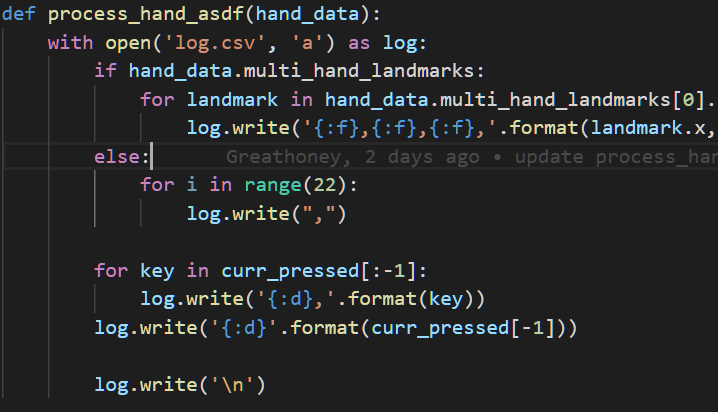 def process_hand_asdf(hand_data):
    with open('log.csv', 'a') as log:
        if hand_data.multi_hand_landmarks:
            for landmark in hand_data.multi_hand_landmarks[0].
                log.write('{:f},{:f},{:f},'.format(landmark.x,
        else: Greathoney, 2 days ago • update process_han
            for i in range(22):
                log.write(",")
        for key in curr_pressed[:-1]:
            log.write('{:d},'.format(key))
        log.write('{:d}'.format(curr_pressed[-1]))
        log.write('\n')